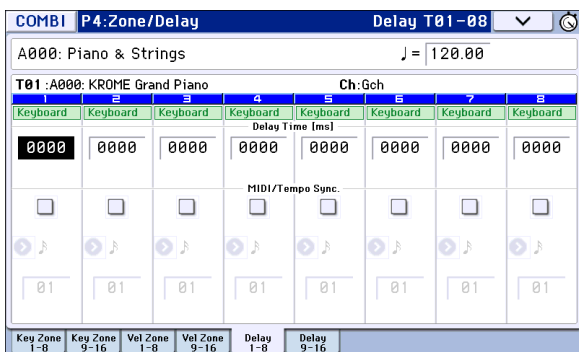 COMBI P4:Zone/Delay Delay T01-08
A000: Piano & Strings ♩= 120.00
T01 :A000: KROME Grand Piano Ch:Gch
1 2 3 4 5 6 7 8
Keyboard Keyboard Keyboard Keyboard Keyboard Keyboard Keyboard Keyboard
Delay Time [ms]
0000 0000 0000 0000 0000 0000 0000 0000
MIDI/Tempo Sync.
01 01 01 01 01 01 01 01
Key Zone 1-8 Key Zone 9-16 Vel Zone 1-8 Vel Zone 9-16 Delay 1-8 Delay 9-16